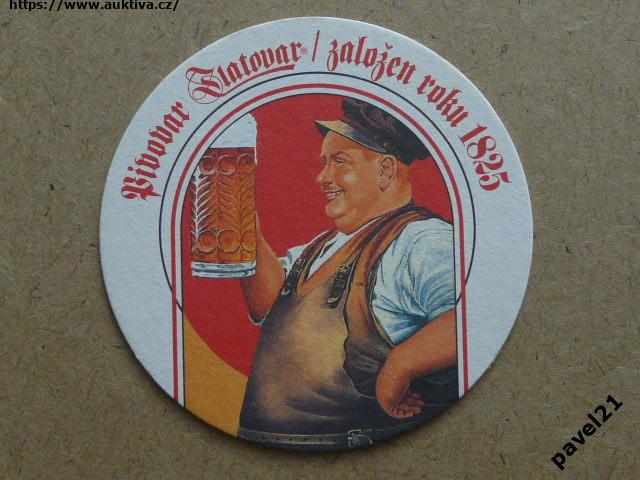 https://www.auktiva.cz/
Pivovar Zlatovar® / založen roku 1825
pavel21